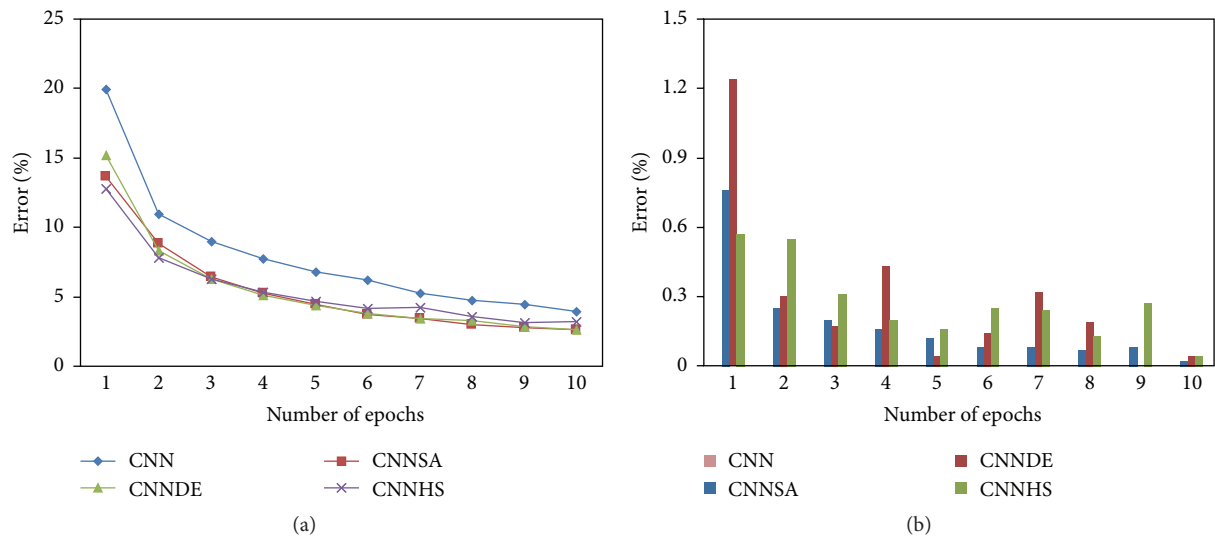 25
20
15
10
5
0
Error (%)
1 2 3 4 5 6 7 8 9 10
Number of epochs
CNN CNNSA
CNNDE CNNHS
(a)
1.5
1.2
0.9
0.6
0.3
0
Error (%)
1 2 3 4 5 6 7 8 9 10
Number of epochs
CNN CNNDE
CNNSA CNNHS
(b)